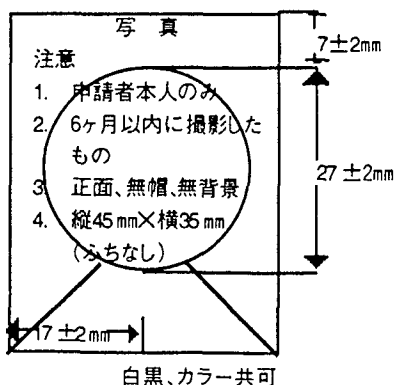 写 真
7±2mm
注意
1. 申請者本人のみ
2. 6ヶ月以内に撮影した
もの
3 正面、無帽、無背景
27±2mm
4. 縦45mm×横35mm
(ふちなし)
17±2mm
白黒、カラー共可